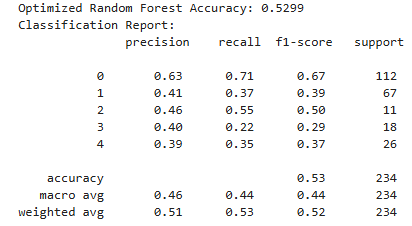 Optimized Random Forest Accuracy: 0.5299
Classification Report:
precision recall f1-score support
0 0.63 0.71 0.67 112
1 0.41 0.37 0.39 67
2 0.46 0.55 0.50 11
3 0.40 0.22 0.29 18
4 0.39 0.35 0.37 26
accuracy 0.53 234
macro avg 0.46 0.44 0.44 234
weighted avg 0.51 0.53 0.52 234